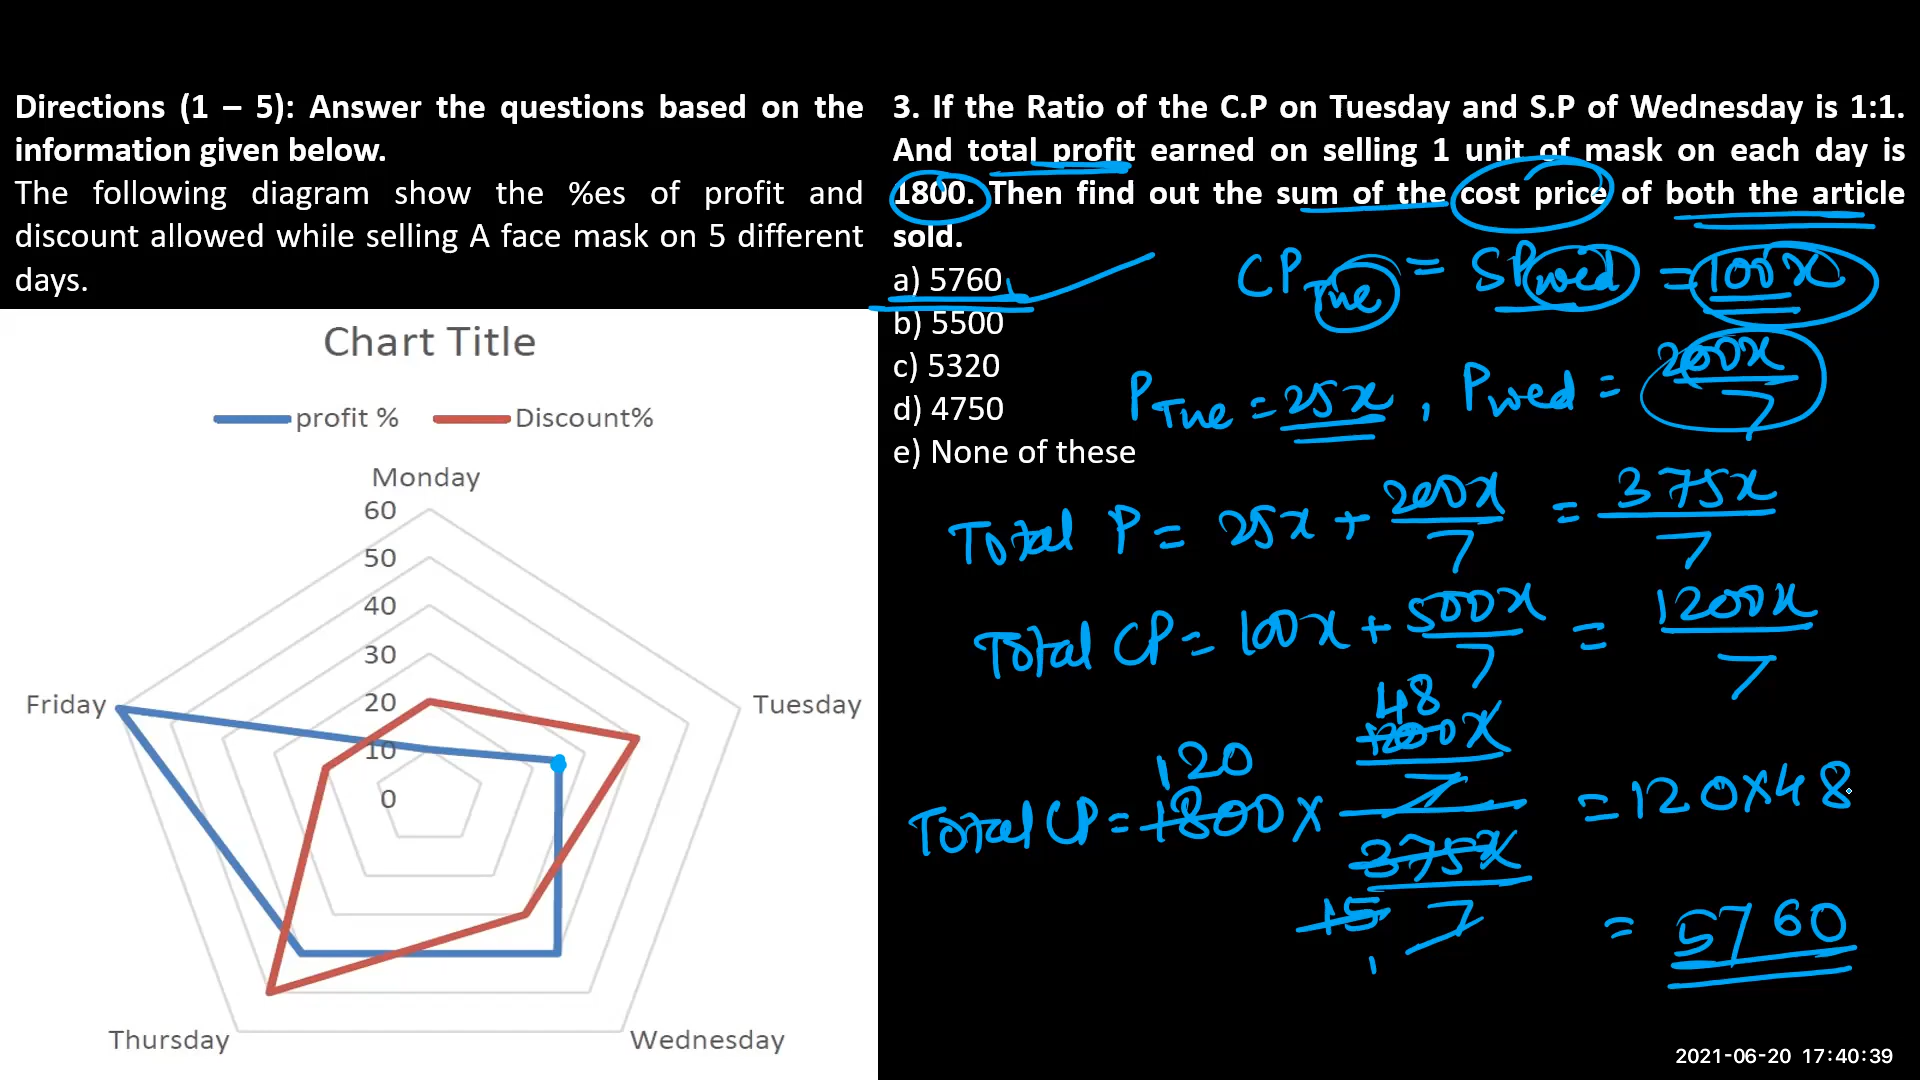 Directions (1 – 5): Answer the questions based on the
information given below.
The following diagram show the %es of profit and
discount allowed while selling A face mask on 5 different
days.
Chart Title
profit %
Discount%
Monday
60
50
40
30
20
10
0
Friday
Tuesday
Thursday
Wednesday
3. If the Ratio of the C.P on Tuesday and S.P of Wednesday is 1:1.
And total profit earned on selling 1 unit of mask on each day is
1800. Then find out the sum of the cost price of both the article
sold.
a) 5760
b) 5500
c) 5320
d) 4750
e) None of these
CP Tue = SP wed = 100x
P Tue = 25x , P wed = 200x/7
Total P = 25x + 200x/7 = 375x/7
Total CP = 100x + 500x/7 = 1200x/7
48
120
Total CP = 1800 x 1200x/7 / 375x/7 = 120x48
15
1
= 5760
2021-06-20 17:40:39